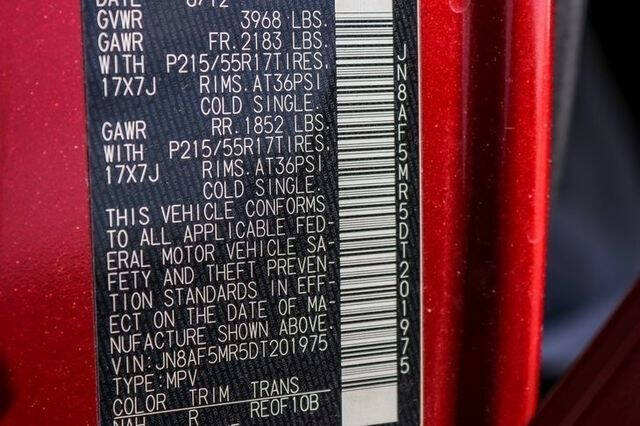 DATE 8/12
GVWR 3968 LBS.
GAWR FR. 2183 LBS.
WITH P215/55R17TIRES,
17X7J RIMS. AT36PSI
COLD SINGLE.
GAWR RR. 1852 LBS.
WITH P215/55R17TIRES,
17X7J RIMS. AT36PSI
COLD SINGLE.
THIS VEHICLE CONFORMS
TO ALL APPLICABLE FED-
ERAL MOTOR VEHICLE SA-
FETY AND THEFT PREVEN-
TION STANDARDS IN EFF-
ECT ON THE DATE OF MA-
NUFACTURE SHOWN ABOVE.
VIN:JN8AF5MR5DT201975
TYPE:MPV
COLOR TRIM TRANS
NAH R RE0F10B
JN8AF5MR5DT201975